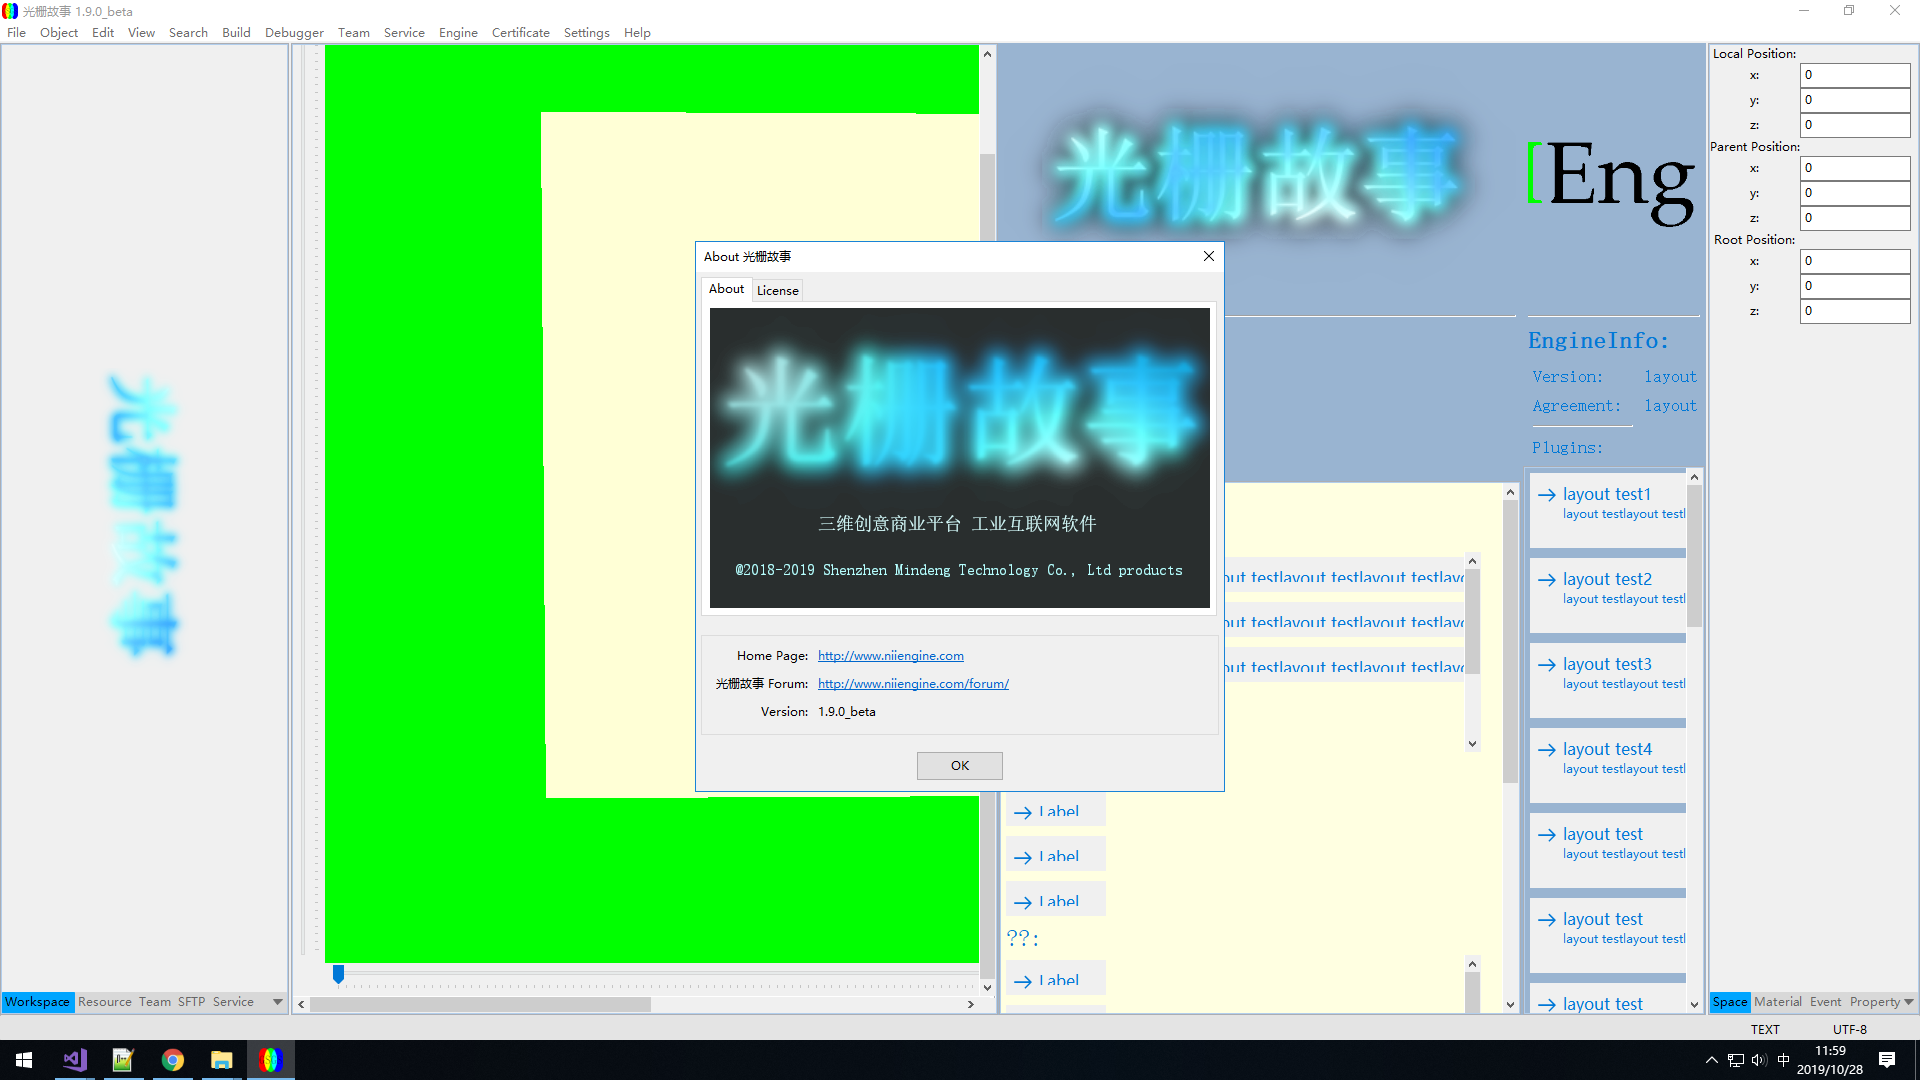 光栅故事 1.9.0_beta
File Object Edit View Search Build Debugger Team Service Engine Certificate Settings Help
光栅故事
光栅故事
[Eng
Local Position:
x: 0
y: 0
z: 0
Parent Position:
x: 0
y: 0
z: 0
Root Position:
x: 0
y: 0
z: 0
About 光栅故事
About License
光栅故事
三维创意商业平台 工业互联网软件
@2018-2019 Shenzhen Mindeng Technology Co., Ltd products
Home Page: http://www.niiengine.com
光栅故事 Forum: http://www.niiengine.com/forum/
Version: 1.9.0_beta
OK
EngineInfo:
Version: layout
Agreement: layout
Plugins:
layout test1
layout testlayout testl
layout test2
layout testlayout testl
layout test3
layout testlayout testl
layout test4
layout testlayout testl
layout test
layout testlayout testl
layout test
layout testlayout testl
layout test
out testlayout testlayout testlayo
out testlayout testlayout testlayo
out testlayout testlayout testlayo
Label
Label
Label
??:
Label
Workspace Resource Team SFTP Service
Space Material Event Property
TEXT UTF-8
中
11:59
2019/10/28